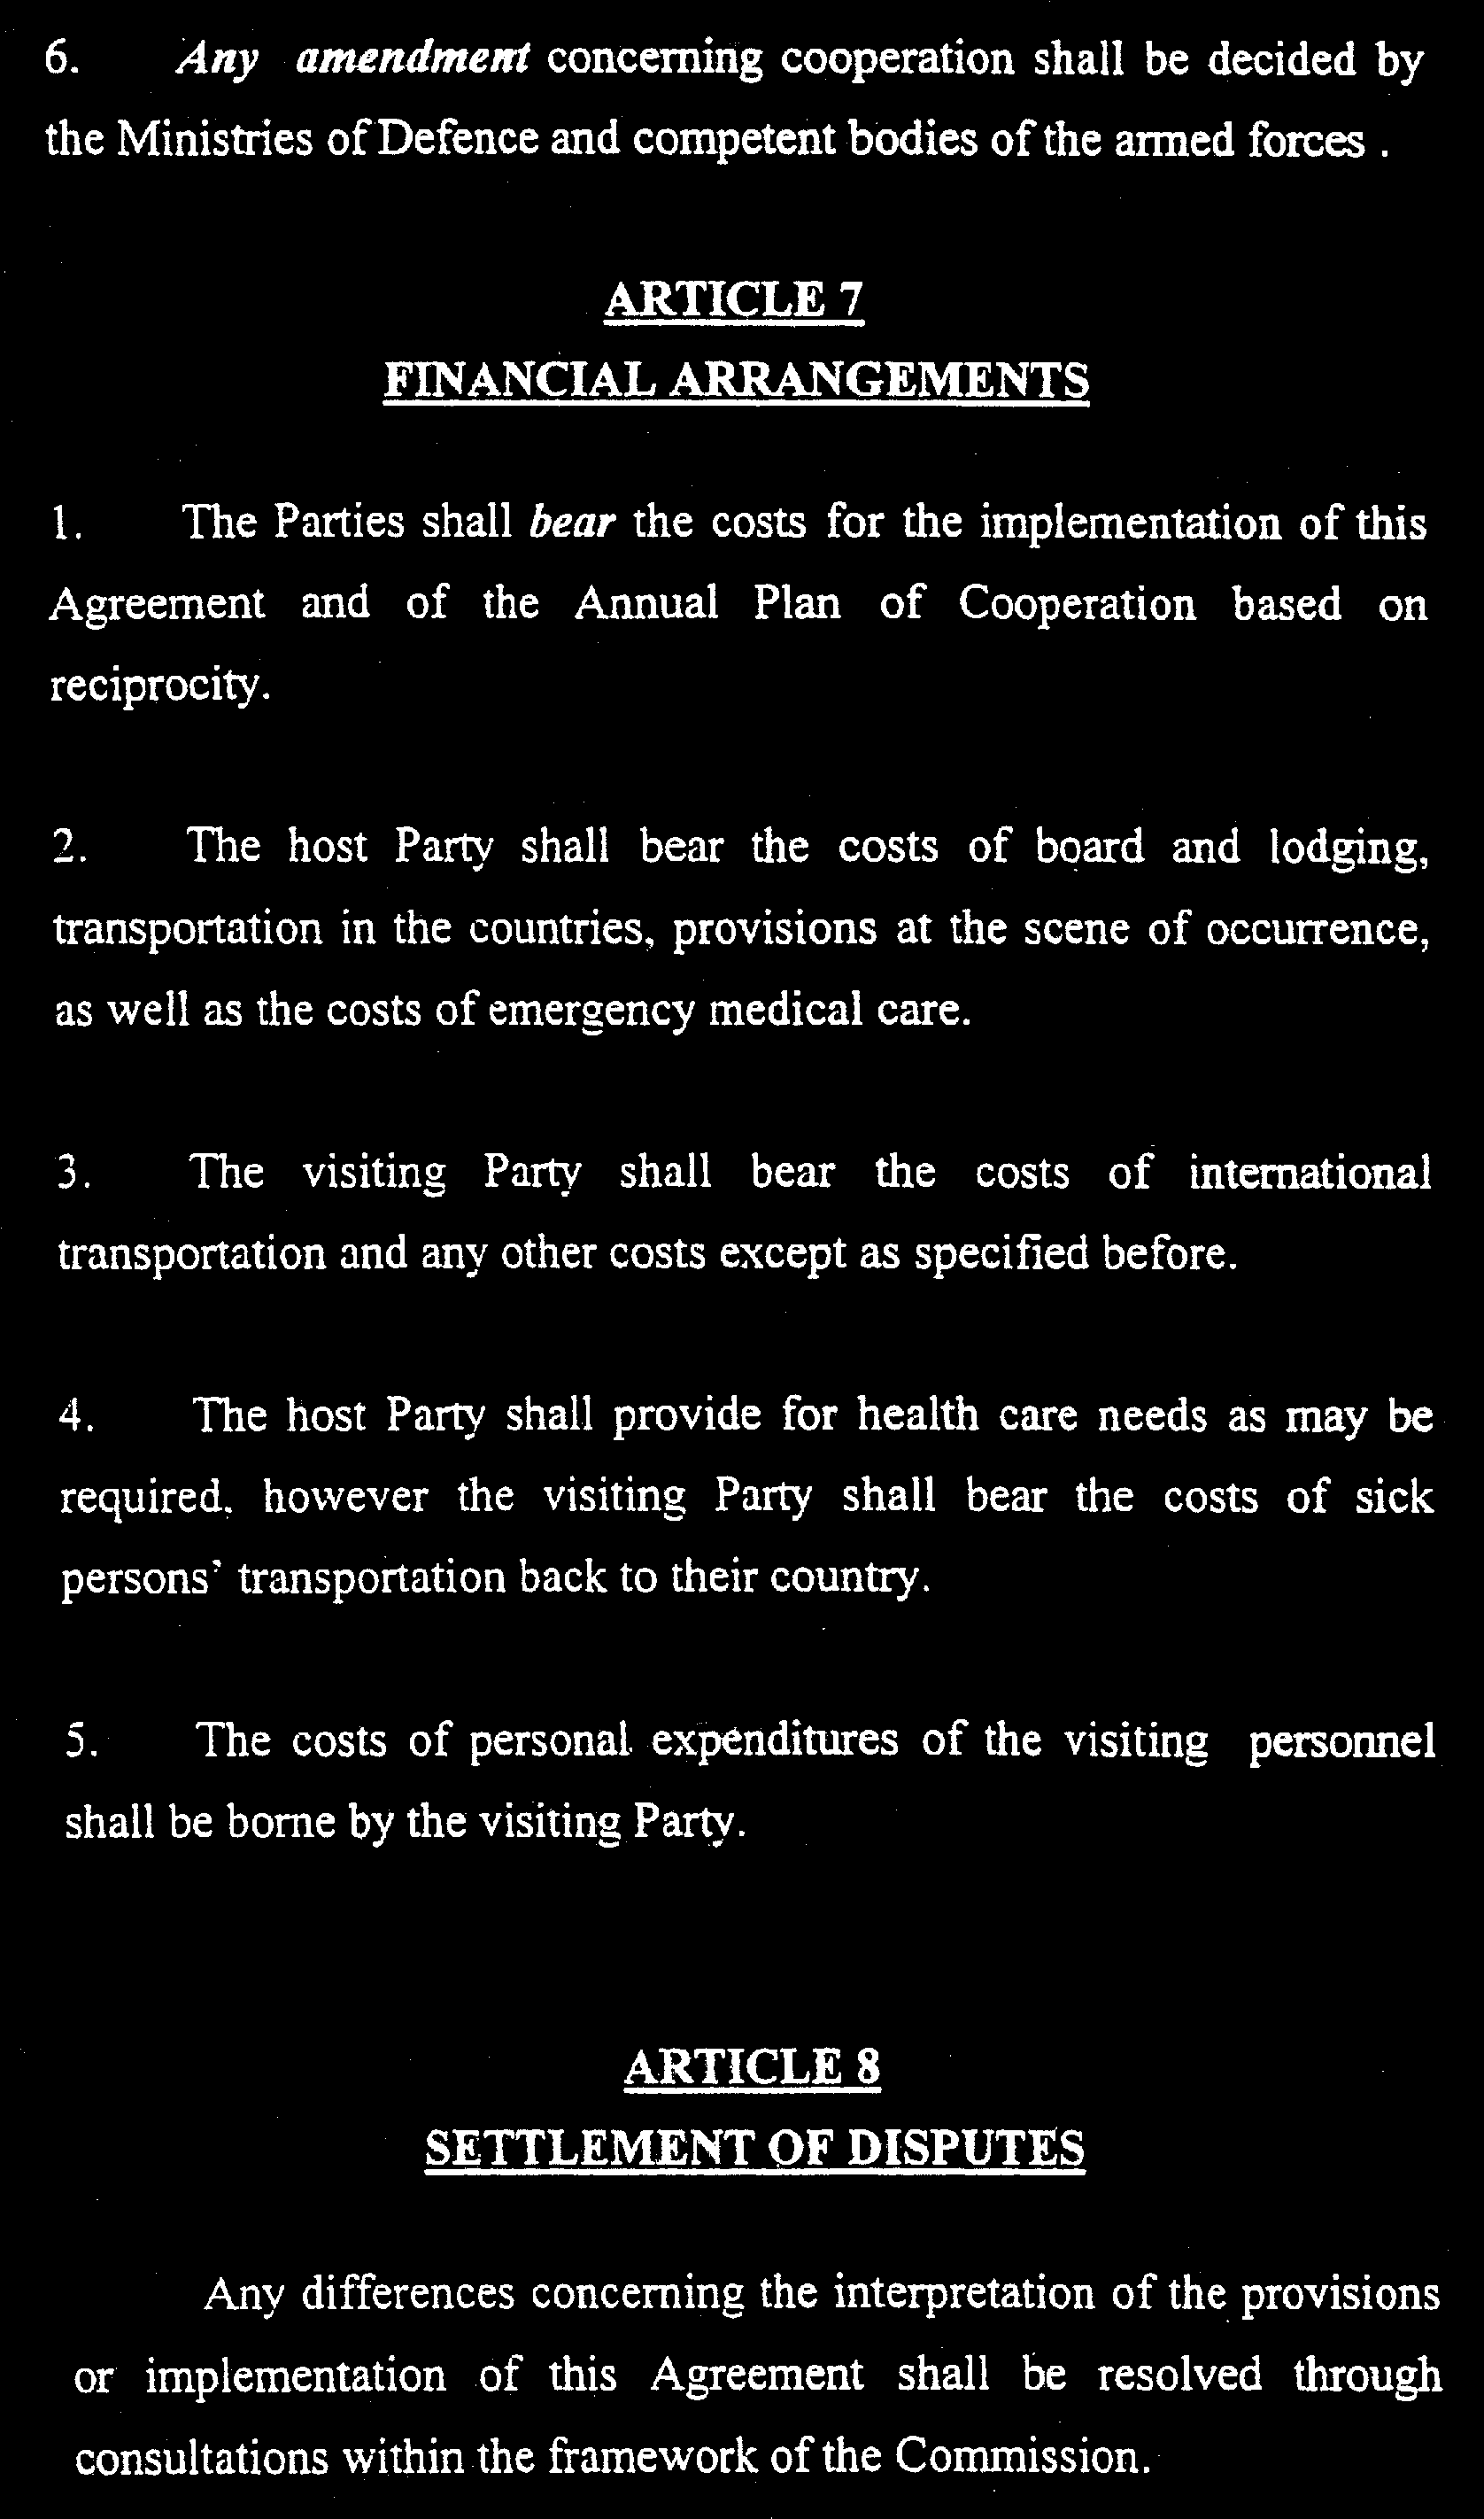 6. Any amendment concerning cooperation shall be decided by
the Ministries of Defence and competent bodies of the armed forces .
ARTICLE 7
FINANCIAL ARRANGEMENTS
1. The Parties shall bear the costs for the implementation of this
Agreement and of the Annual Plan of Cooperation based on
reciprocity.
2. The host Party shall bear the costs of board and lodging,
transportation in the countries, provisions at the scene of occurrence,
as well as the costs of emergency medical care.
3. The visiting Party shall bear the costs of international
transportation and any other costs except as specified before.
4. The host Party shall provide for health care needs as may be
required, however the visiting Party shall bear the costs of sick
persons' transportation back to their country.
5. The costs of personal expenditures of the visiting personnel
shall be borne by the visiting Party.
ARTICLE 8
SETTLEMENT OF DISPUTES
Any differences concerning the interpretation of the provisions
or implementation of this Agreement shall be resolved through
consultations within the framework of the Commission.